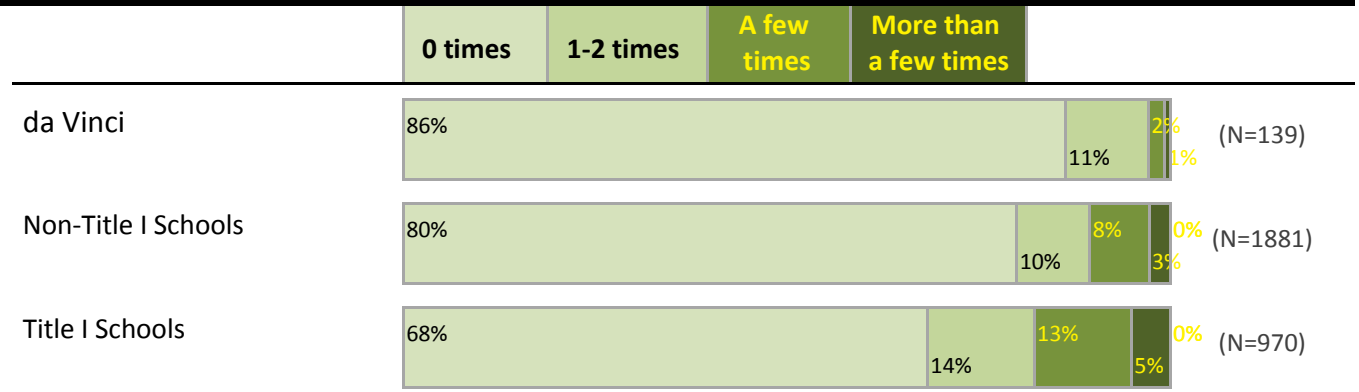 0 times 1-2 times A few times More than a few times
da Vinci 86% 11% 2% 1% (N=139)
Non-Title I Schools 80% 10% 8% 3% 0% (N=1881)
Title I Schools 68% 14% 13% 5% 0% (N=970)